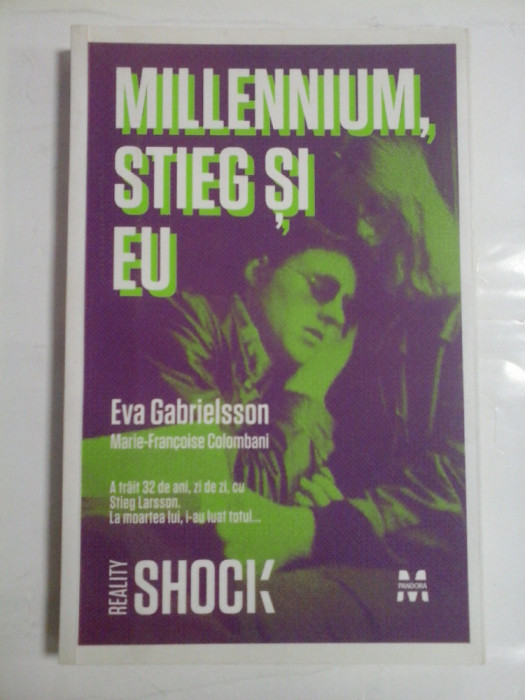 MILLENNIUM,
STIEG ȘI
EU
Eva Gabrielsson
Marie-Françoise Colombani
A trăit 32 de ani, zi de zi, cu
Stieg Larsson.
La moartea lui, i-au luat totul...
REALITY
SHOCK
M
PANDORA